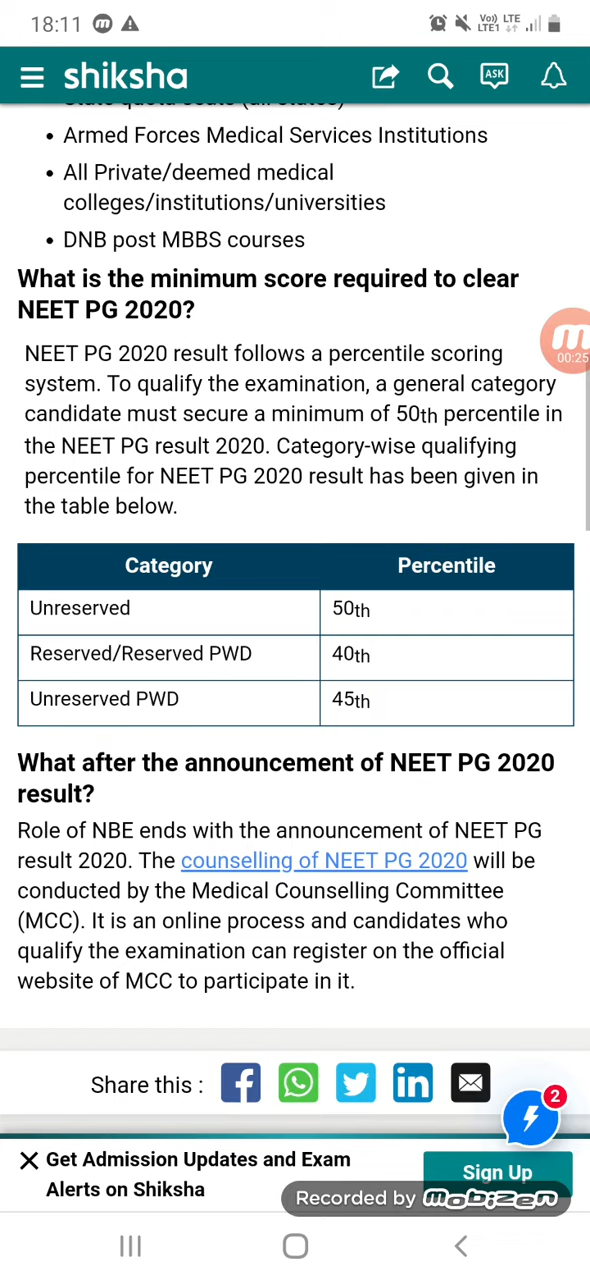 18:11
Vo)) LTE
LTE1
shiksha
ASK
State quota seats (all states)
• Armed Forces Medical Services Institutions
• All Private/deemed medical
colleges/institutions/universities
• DNB post MBBS courses
What is the minimum score required to clear
NEET PG 2020?
00:25
NEET PG 2020 result follows a percentile scoring
system. To qualify the examination, a general category
candidate must secure a minimum of 50th percentile in
the NEET PG result 2020. Category-wise qualifying
percentile for NEET PG 2020 result has been given in
the table below.
Category Percentile
Unreserved 50th
Reserved/Reserved PWD 40th
Unreserved PWD 45th
What after the announcement of NEET PG 2020
result?
Role of NBE ends with the announcement of NEET PG
result 2020. The counselling of NEET PG 2020 will be
conducted by the Medical Counselling Committee
(MCC). It is an online process and candidates who
qualify the examination can register on the official
website of MCC to participate in it.
Share this :
2
Get Admission Updates and Exam
Alerts on Shiksha
Sign Up
Recorded by mobizen